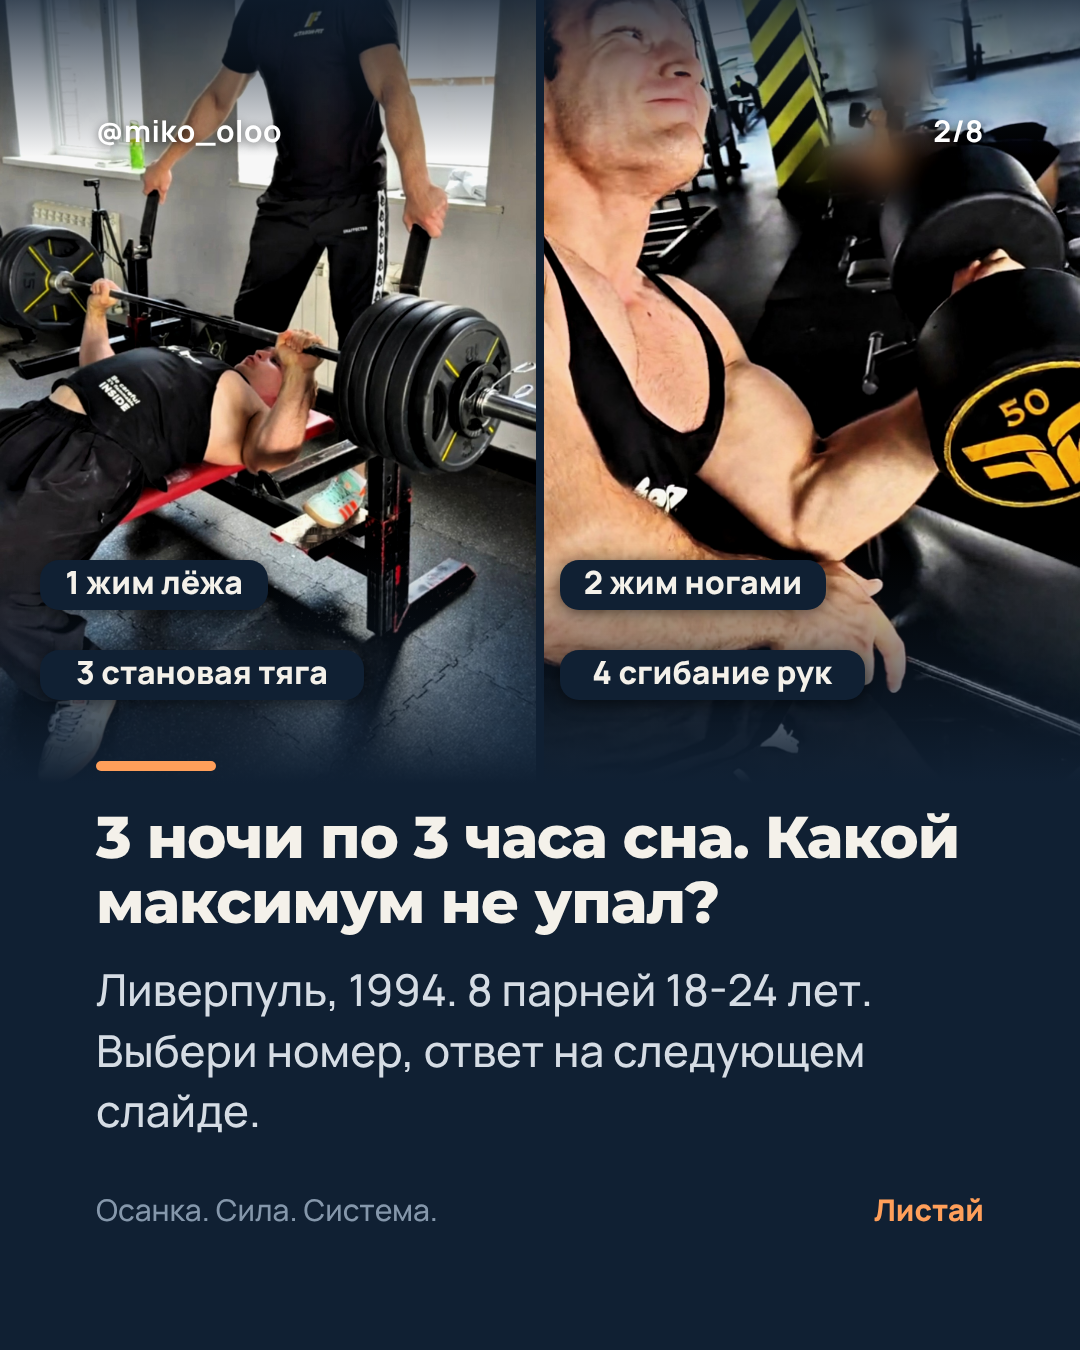 @miko_oloo
2/8
15
50
1 жим лёжа
2 жим ногами
3 становая тяга
4 сгибание рук
3 ночи по 3 часа сна. Какой
максимум не упал?
Ливерпуль, 1994. 8 парней 18-24 лет.
Выбери номер, ответ на следующем
слайде.
Осанка. Сила. Система.
Листай